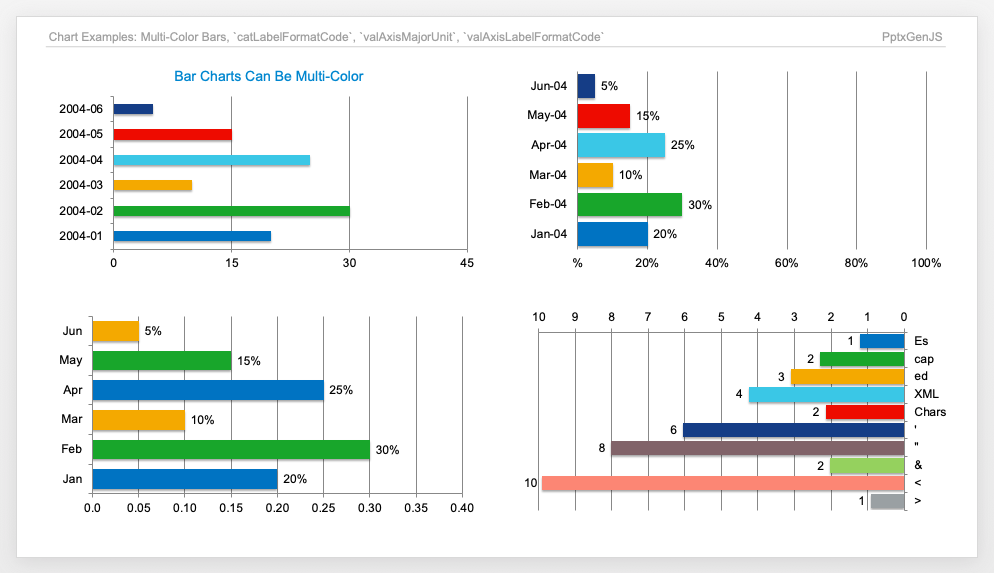 Chart Examples: Multi-Color Bars, `catLabelFormatCode`, `valAxisMajorUnit`, `valAxisLabelFormatCode`
PptxGenJS
Bar Charts Can Be Multi-Color
2004-06
2004-05
2004-04
2004-03
2004-02
2004-01
0 15 30 45
Jun-04 5%
May-04 15%
Apr-04 25%
Mar-04 10%
Feb-04 30%
Jan-04 20%
% 20% 40% 60% 80% 100%
Jun 5%
May 15%
Apr 25%
Mar 10%
Feb 30%
Jan 20%
0.0 0.05 0.10 0.15 0.20 0.25 0.30 0.35 0.40
10 9 8 7 6 5 4 3 2 1 0
1 Es
2 cap
3 ed
4 XML
2 Chars
6 '
8 "
2 &
10 <
1 >